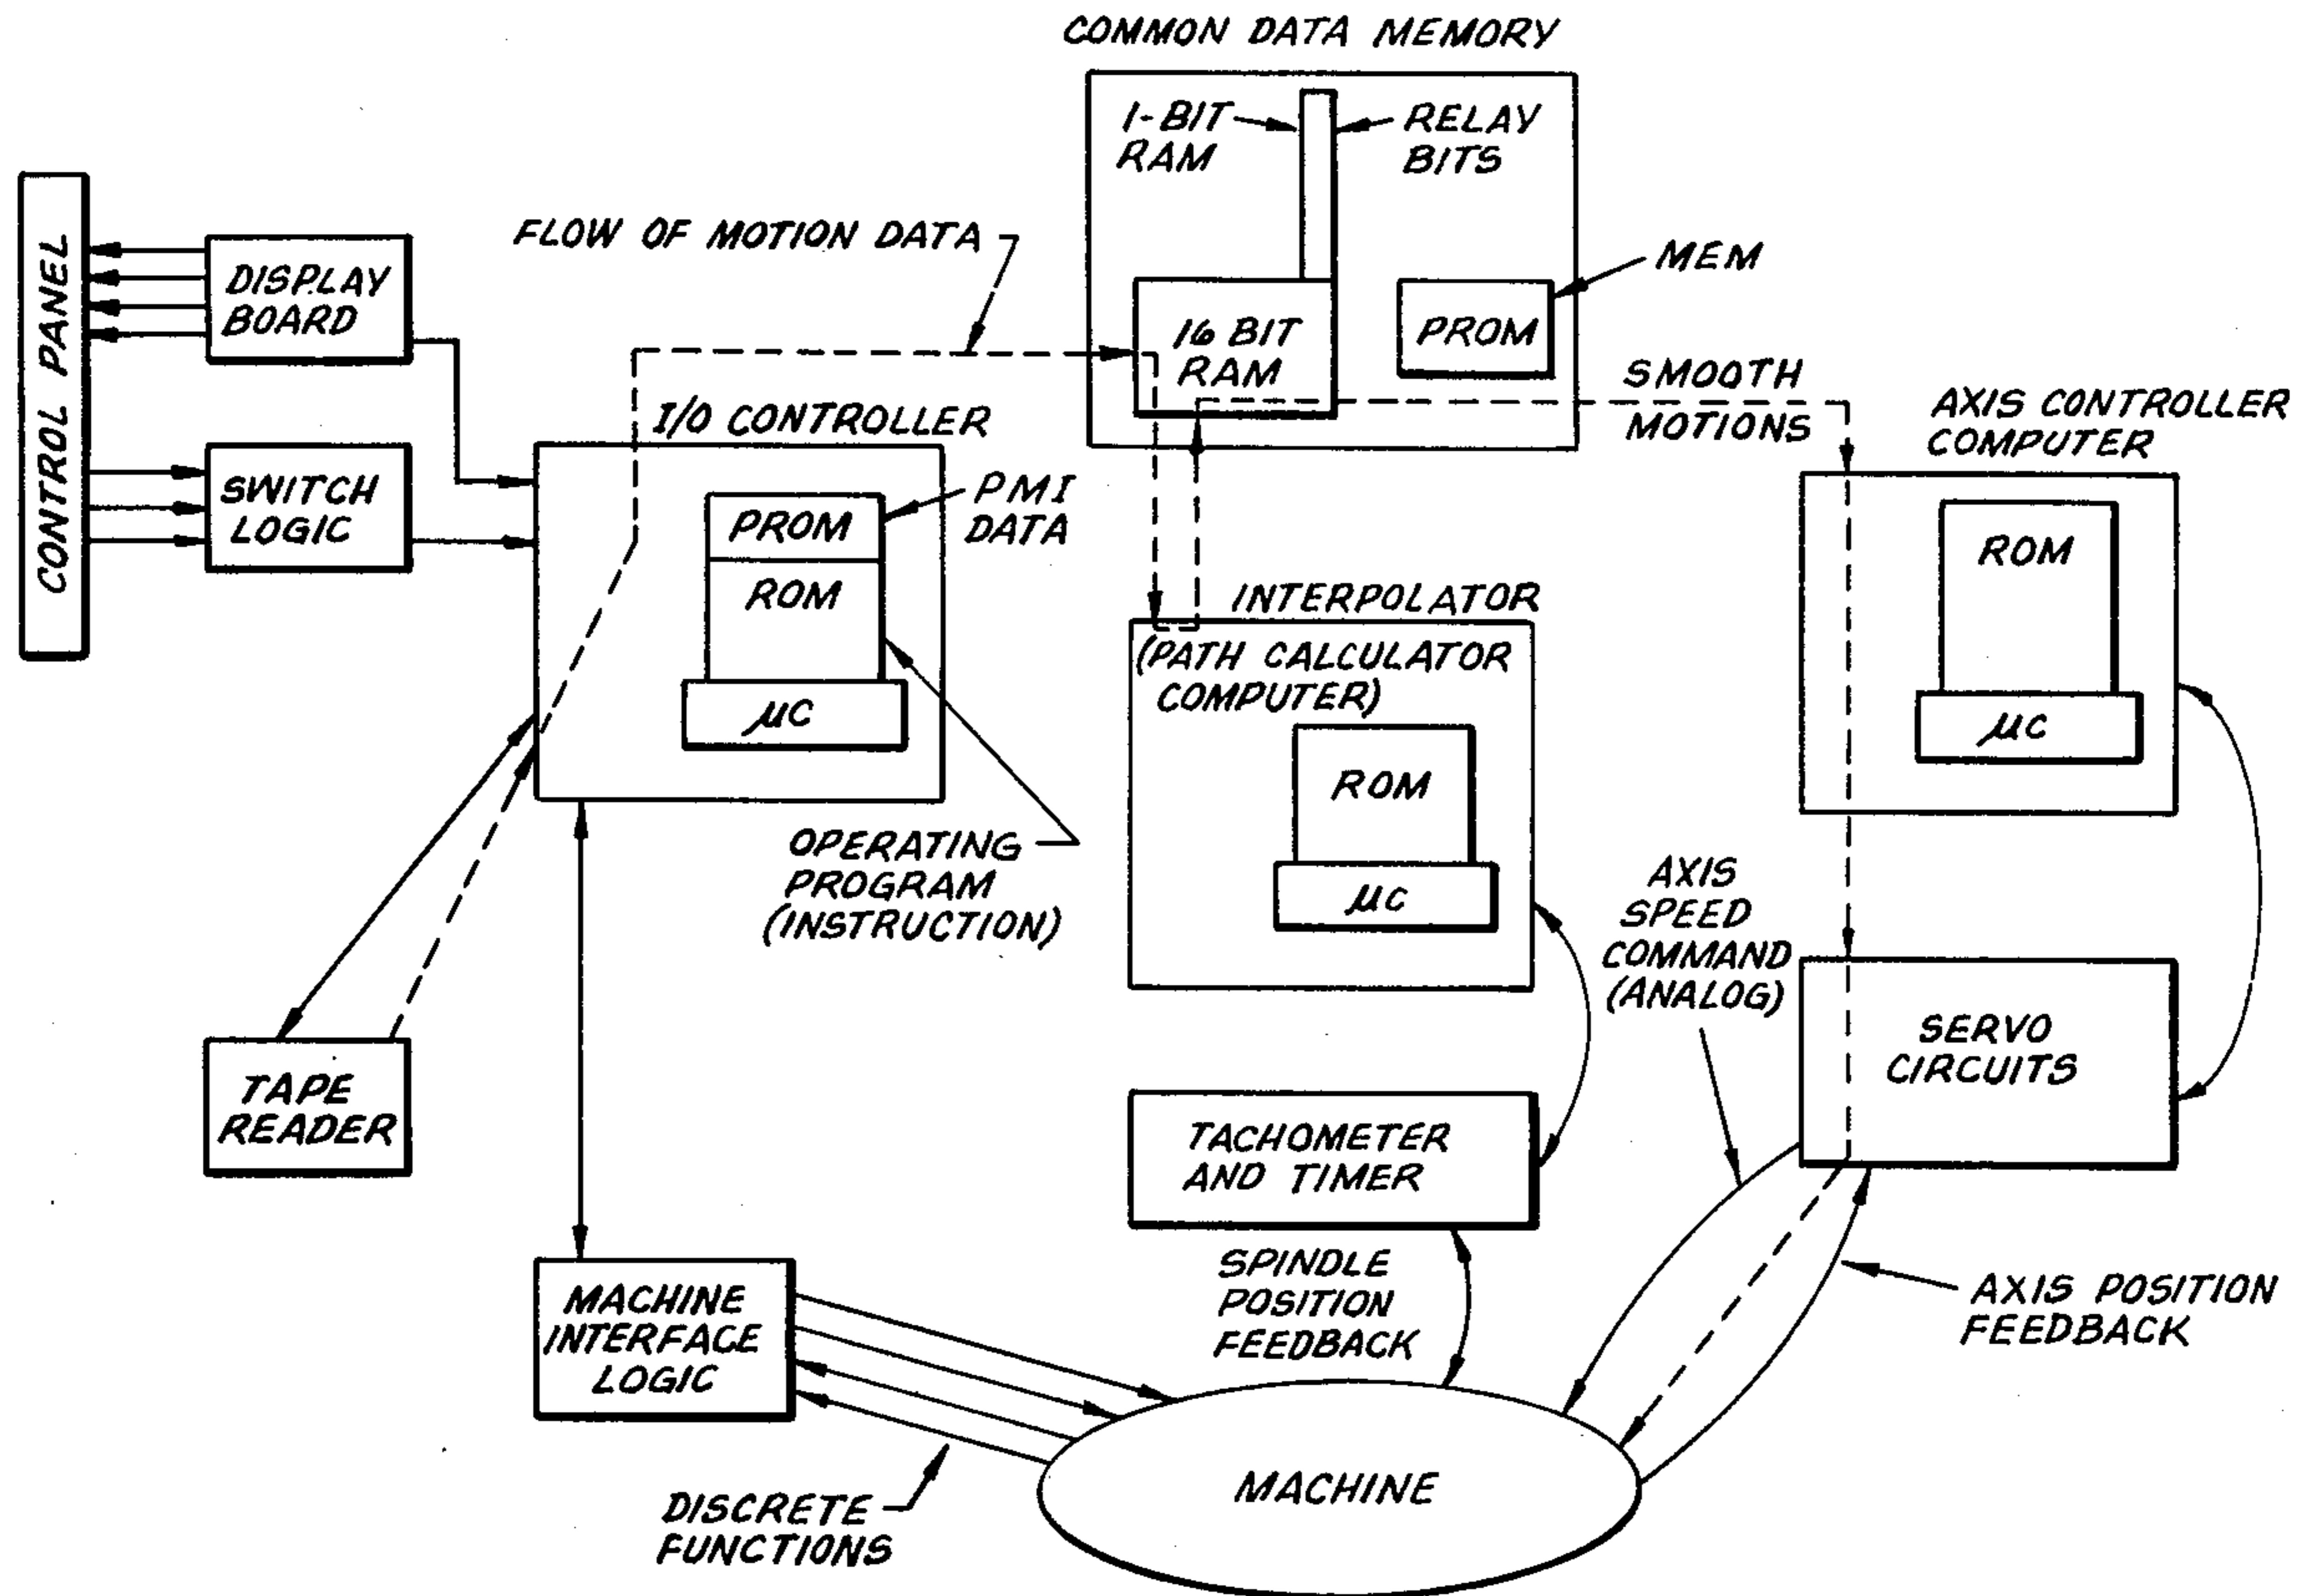 COMMON DATA MEMORY
1-BIT
RAM
RELAY
BITS
MEM
16 BIT
RAM
PROM
CONTROL PANEL
DISPLAY
BOARD
SWITCH
LOGIC
FLOW OF MOTION DATA
SMOOTH
MOTIONS
I/O CONTROLLER
PROM
ROM
μC
PMI
DATA
OPERATING
PROGRAM
(INSTRUCTION)
INTERPOLATOR
(PATH CALCULATOR
COMPUTER)
ROM
μC
AXIS CONTROLLER
COMPUTER
ROM
μC
AXIS
SPEED
COMMAND
(ANALOG)
SERVO
CIRCUITS
TAPE
READER
TACHOMETER
AND TIMER
MACHINE
INTERFACE
LOGIC
SPINDLE
POSITION
FEEDBACK
AXIS POSITION
FEEDBACK
DISCRETE
FUNCTIONS
MACHINE